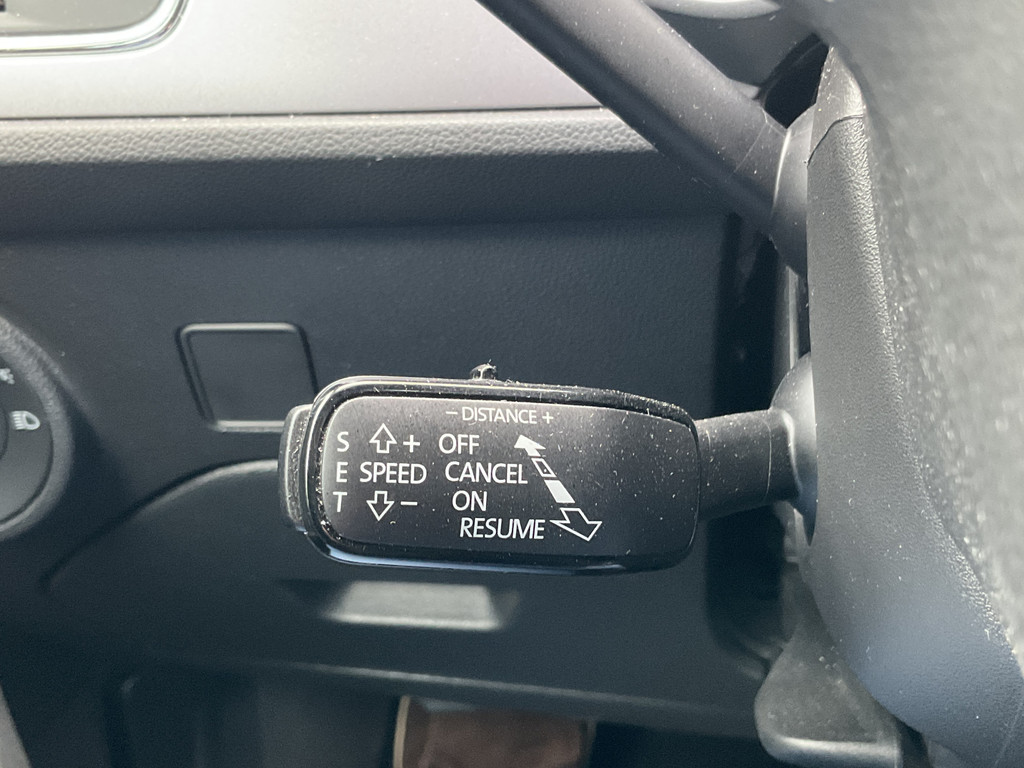 – DISTANCE +
S + OFF
E SPEED CANCEL
T – ON
RESUME